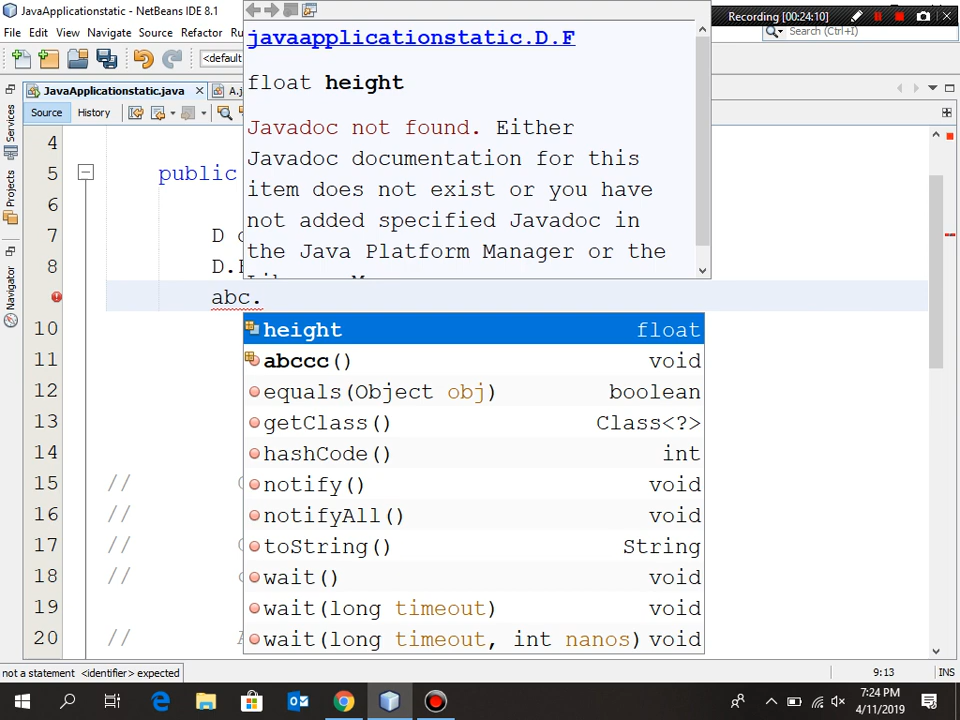 JavaApplicationstatic - NetBeans IDE 8.1
Recording [00:24:10]
File Edit View Navigate Source Refactor
Search (Ctrl+I)
<default
JavaApplicationstatic.java
Source History
Services
Projects
Navigator
javaapplicationstatic.D.F
float height
Javadoc not found. Either
Javadoc documentation for this
item does not exist or you have
not added specified Javadoc in
the Java Platform Manager or the
4
5 public
6
7 D
8
abc.
10
11
12
13
14
15 //
16 //
17 //
18 //
19
20 //
height float
abccc() void
equals(Object obj) boolean
getClass() Class<?>
hashCode() int
notify() void
notifyAll() void
toString() String
wait() void
wait(long timeout) void
wait(long timeout, int nanos) void
not a statement <identifier> expected
9:13 INS
7:24 PM
4/11/2019